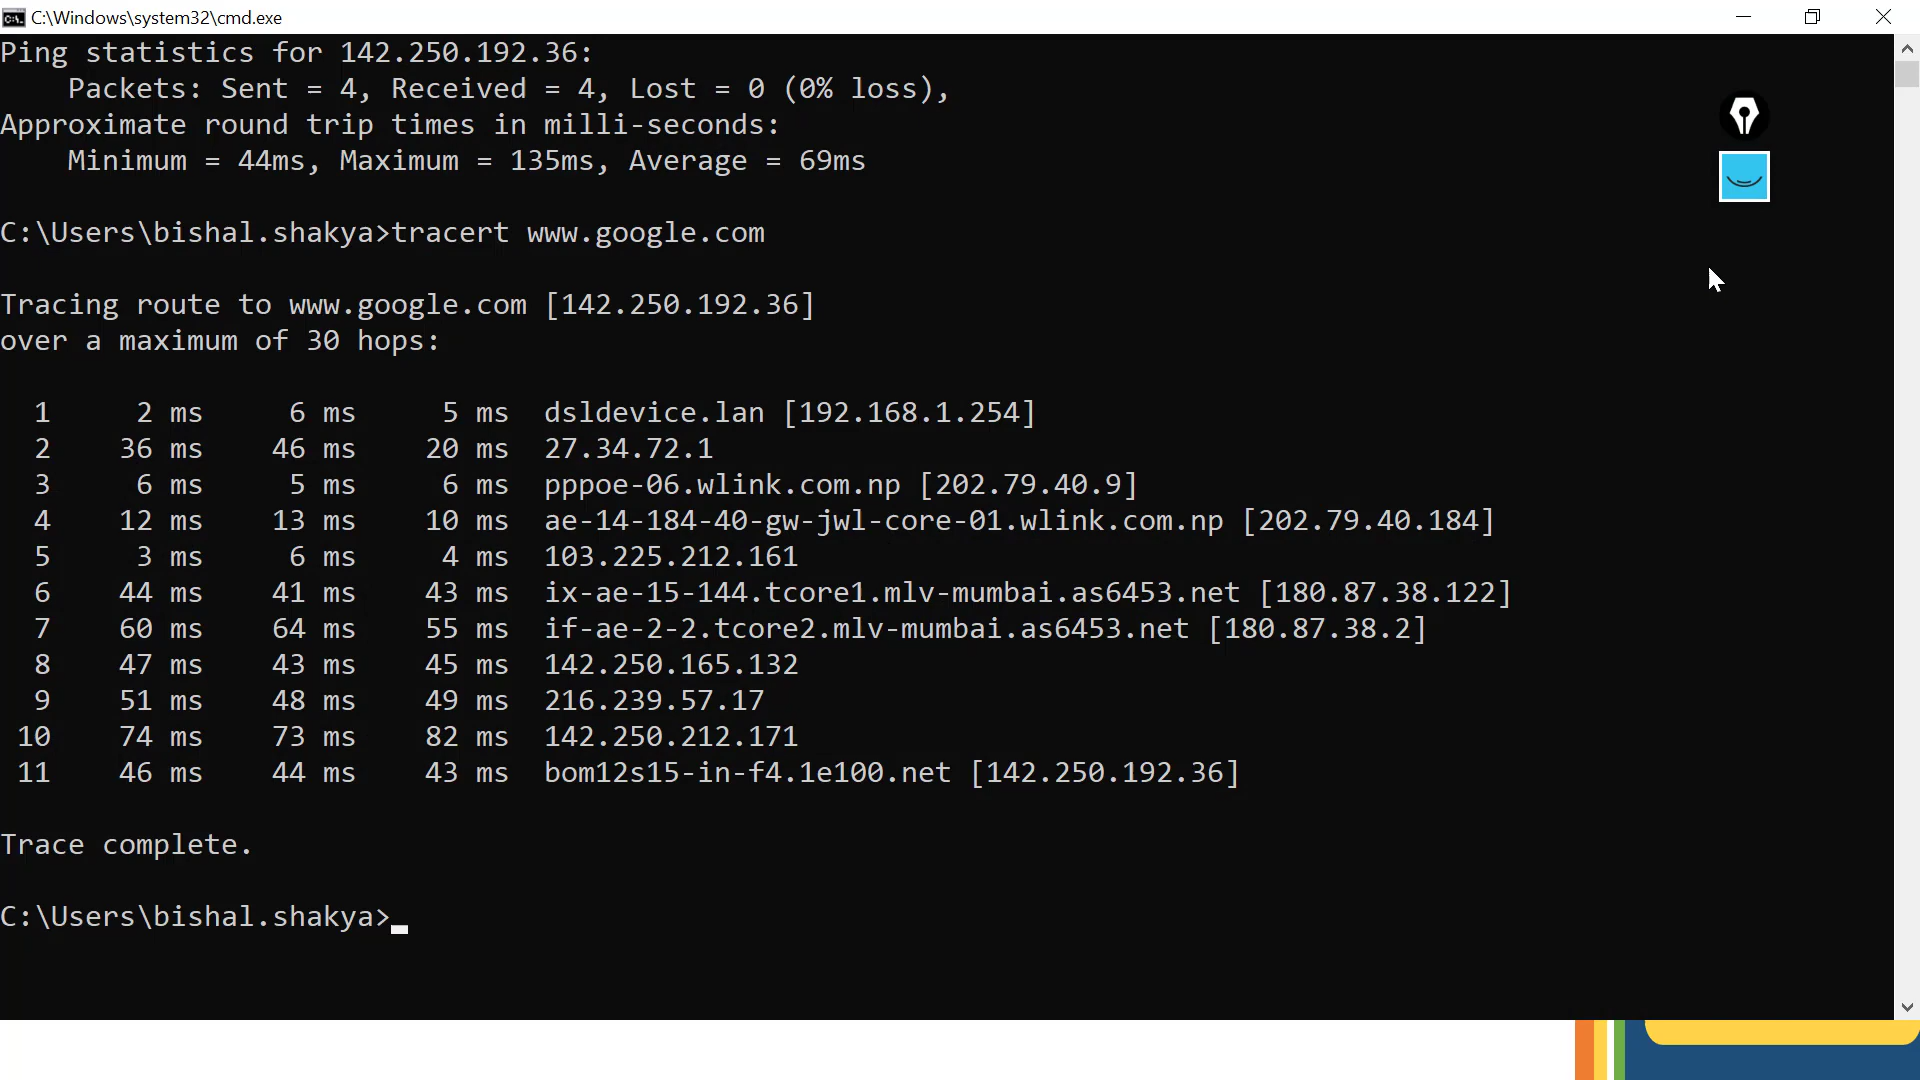 C:\Windows\system32\cmd.exe
Ping statistics for 142.250.192.36:
Packets: Sent = 4, Received = 4, Lost = 0 (0% loss),
Approximate round trip times in milli-seconds:
Minimum = 44ms, Maximum = 135ms, Average = 69ms
C:\Users\bishal.shakya>tracert www.google.com
Tracing route to www.google.com [142.250.192.36]
over a maximum of 30 hops:
1 2 ms 6 ms 5 ms dsldevice.lan [192.168.1.254]
2 36 ms 46 ms 20 ms 27.34.72.1
3 6 ms 5 ms 6 ms pppoe-06.wlink.com.np [202.79.40.9]
4 12 ms 13 ms 10 ms ae-14-184-40-gw-jwl-core-01.wlink.com.np [202.79.40.184]
5 3 ms 6 ms 4 ms 103.225.212.161
6 44 ms 41 ms 43 ms ix-ae-15-144.tcore1.mlv-mumbai.as6453.net [180.87.38.122]
7 60 ms 64 ms 55 ms if-ae-2-2.tcore2.mlv-mumbai.as6453.net [180.87.38.2]
8 47 ms 43 ms 45 ms 142.250.165.132
9 51 ms 48 ms 49 ms 216.239.57.17
10 74 ms 73 ms 82 ms 142.250.212.171
11 46 ms 44 ms 43 ms bom12s15-in-f4.1e100.net [142.250.192.36]
Trace complete.
C:\Users\bishal.shakya>